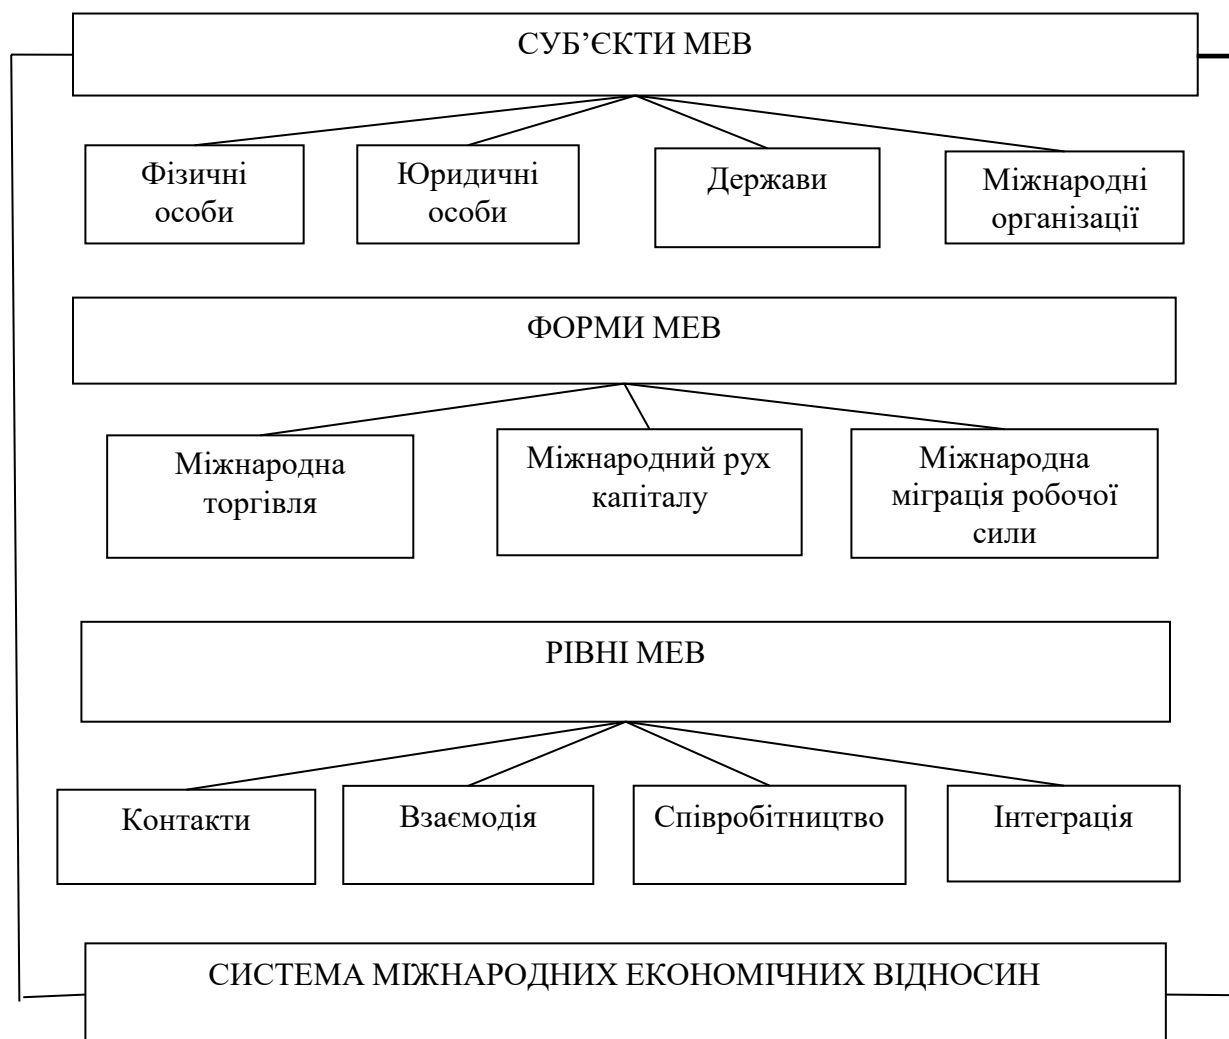 СУБ’ЄКТИ МЕВ
Фізичні
особи
Юридичні
особи
Держави
Міжнародні
організації
ФОРМИ МЕВ
Міжнародна
торгівля
Міжнародний рух
капіталу
Міжнародна
міграція робочої
сили
РІВНІ МЕВ
Контакти
Взаємодія
Співробітництво
Інтеграція
СИСТЕМА МІЖНАРОДНИХ ЕКОНОМІЧНИХ ВІДНОСИН